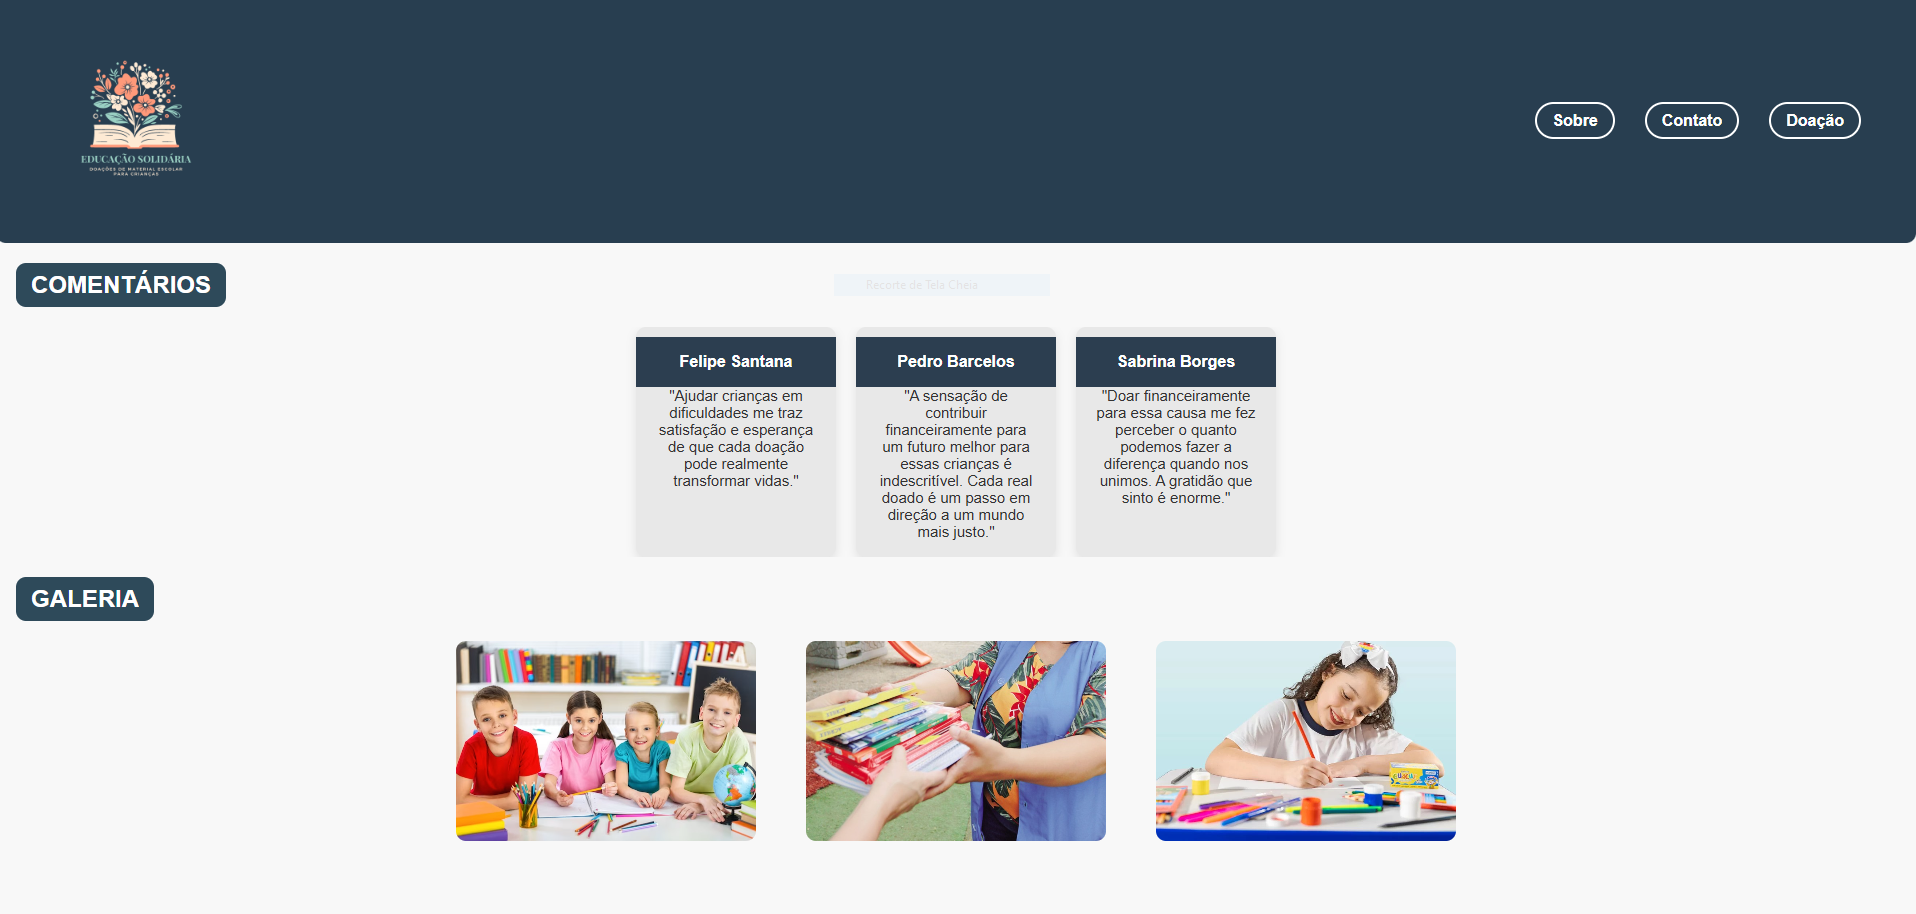 EDUCAÇÃO SOLIDÁRIA
DOAÇÕES DE MATERIAL ESCOLAR
PARA CRIANÇAS
Sobre
Contato
Doação
COMENTÁRIOS
Recorte de Tela Cheia
Felipe Santana
"Ajudar crianças em
dificuldades me traz
satisfação e esperança
de que cada doação
pode realmente
transformar vidas."
Pedro Barcelos
"A sensação de
contribuir
financeiramente para
um futuro melhor para
essas crianças é
indescritível. Cada real
doado é um passo em
direção a um mundo
mais justo."
Sabrina Borges
"Doar financeiramente
para essa causa me fez
perceber o quanto
podemos fazer a
diferença quando nos
unimos. A gratidão que
sinto é enorme."
GALERIA